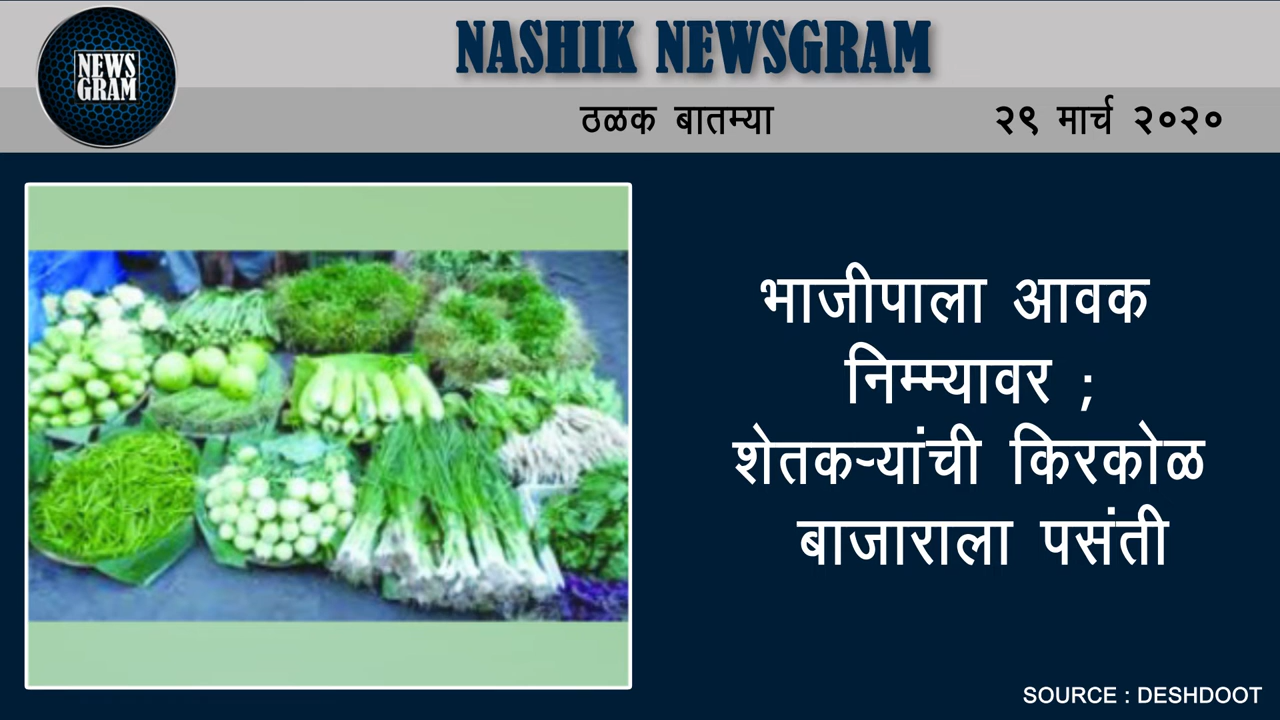 NEWS
GRAM
NASHIK NEWSGRAM
ठळक बातम्या
२९ मार्च २०२०
भाजीपाला आवक
निम्म्यावर ;
शेतकऱ्यांची किरकोळ
बाजाराला पसंती
SOURCE : DESHDOOT